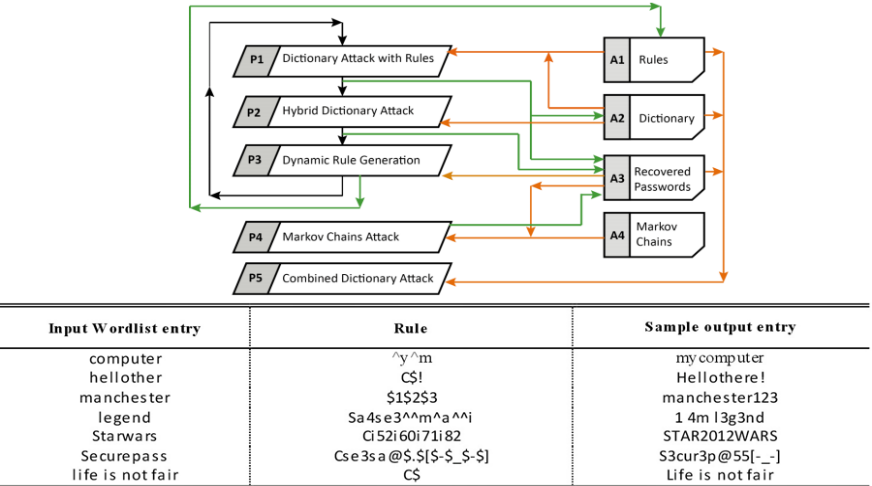 P1 Dictionary Attack with Rules
P2 Hybrid Dictionary Attack
P3 Dynamic Rule Generation
P4 Markov Chains Attack
P5 Combined Dictionary Attack
A1 Rules
A2 Dictionary
A3 Recovered
Passwords
A4 Markov
Chains
Input Wordlist entry Rule Sample output entry
computer ^y^m mycomputer
hellother C$! Hellothere!
manchester $1$2$3 manchester123
legend Sa4se3^^m^a^^i 1 4m l3g3nd
Starwars Ci52i60i71i82 STAR2012WARS
Securepass Cse3sa@$.$[$-$_$-$] S3cur3p@55[-_-]
life is not fair C$ Life is not fair